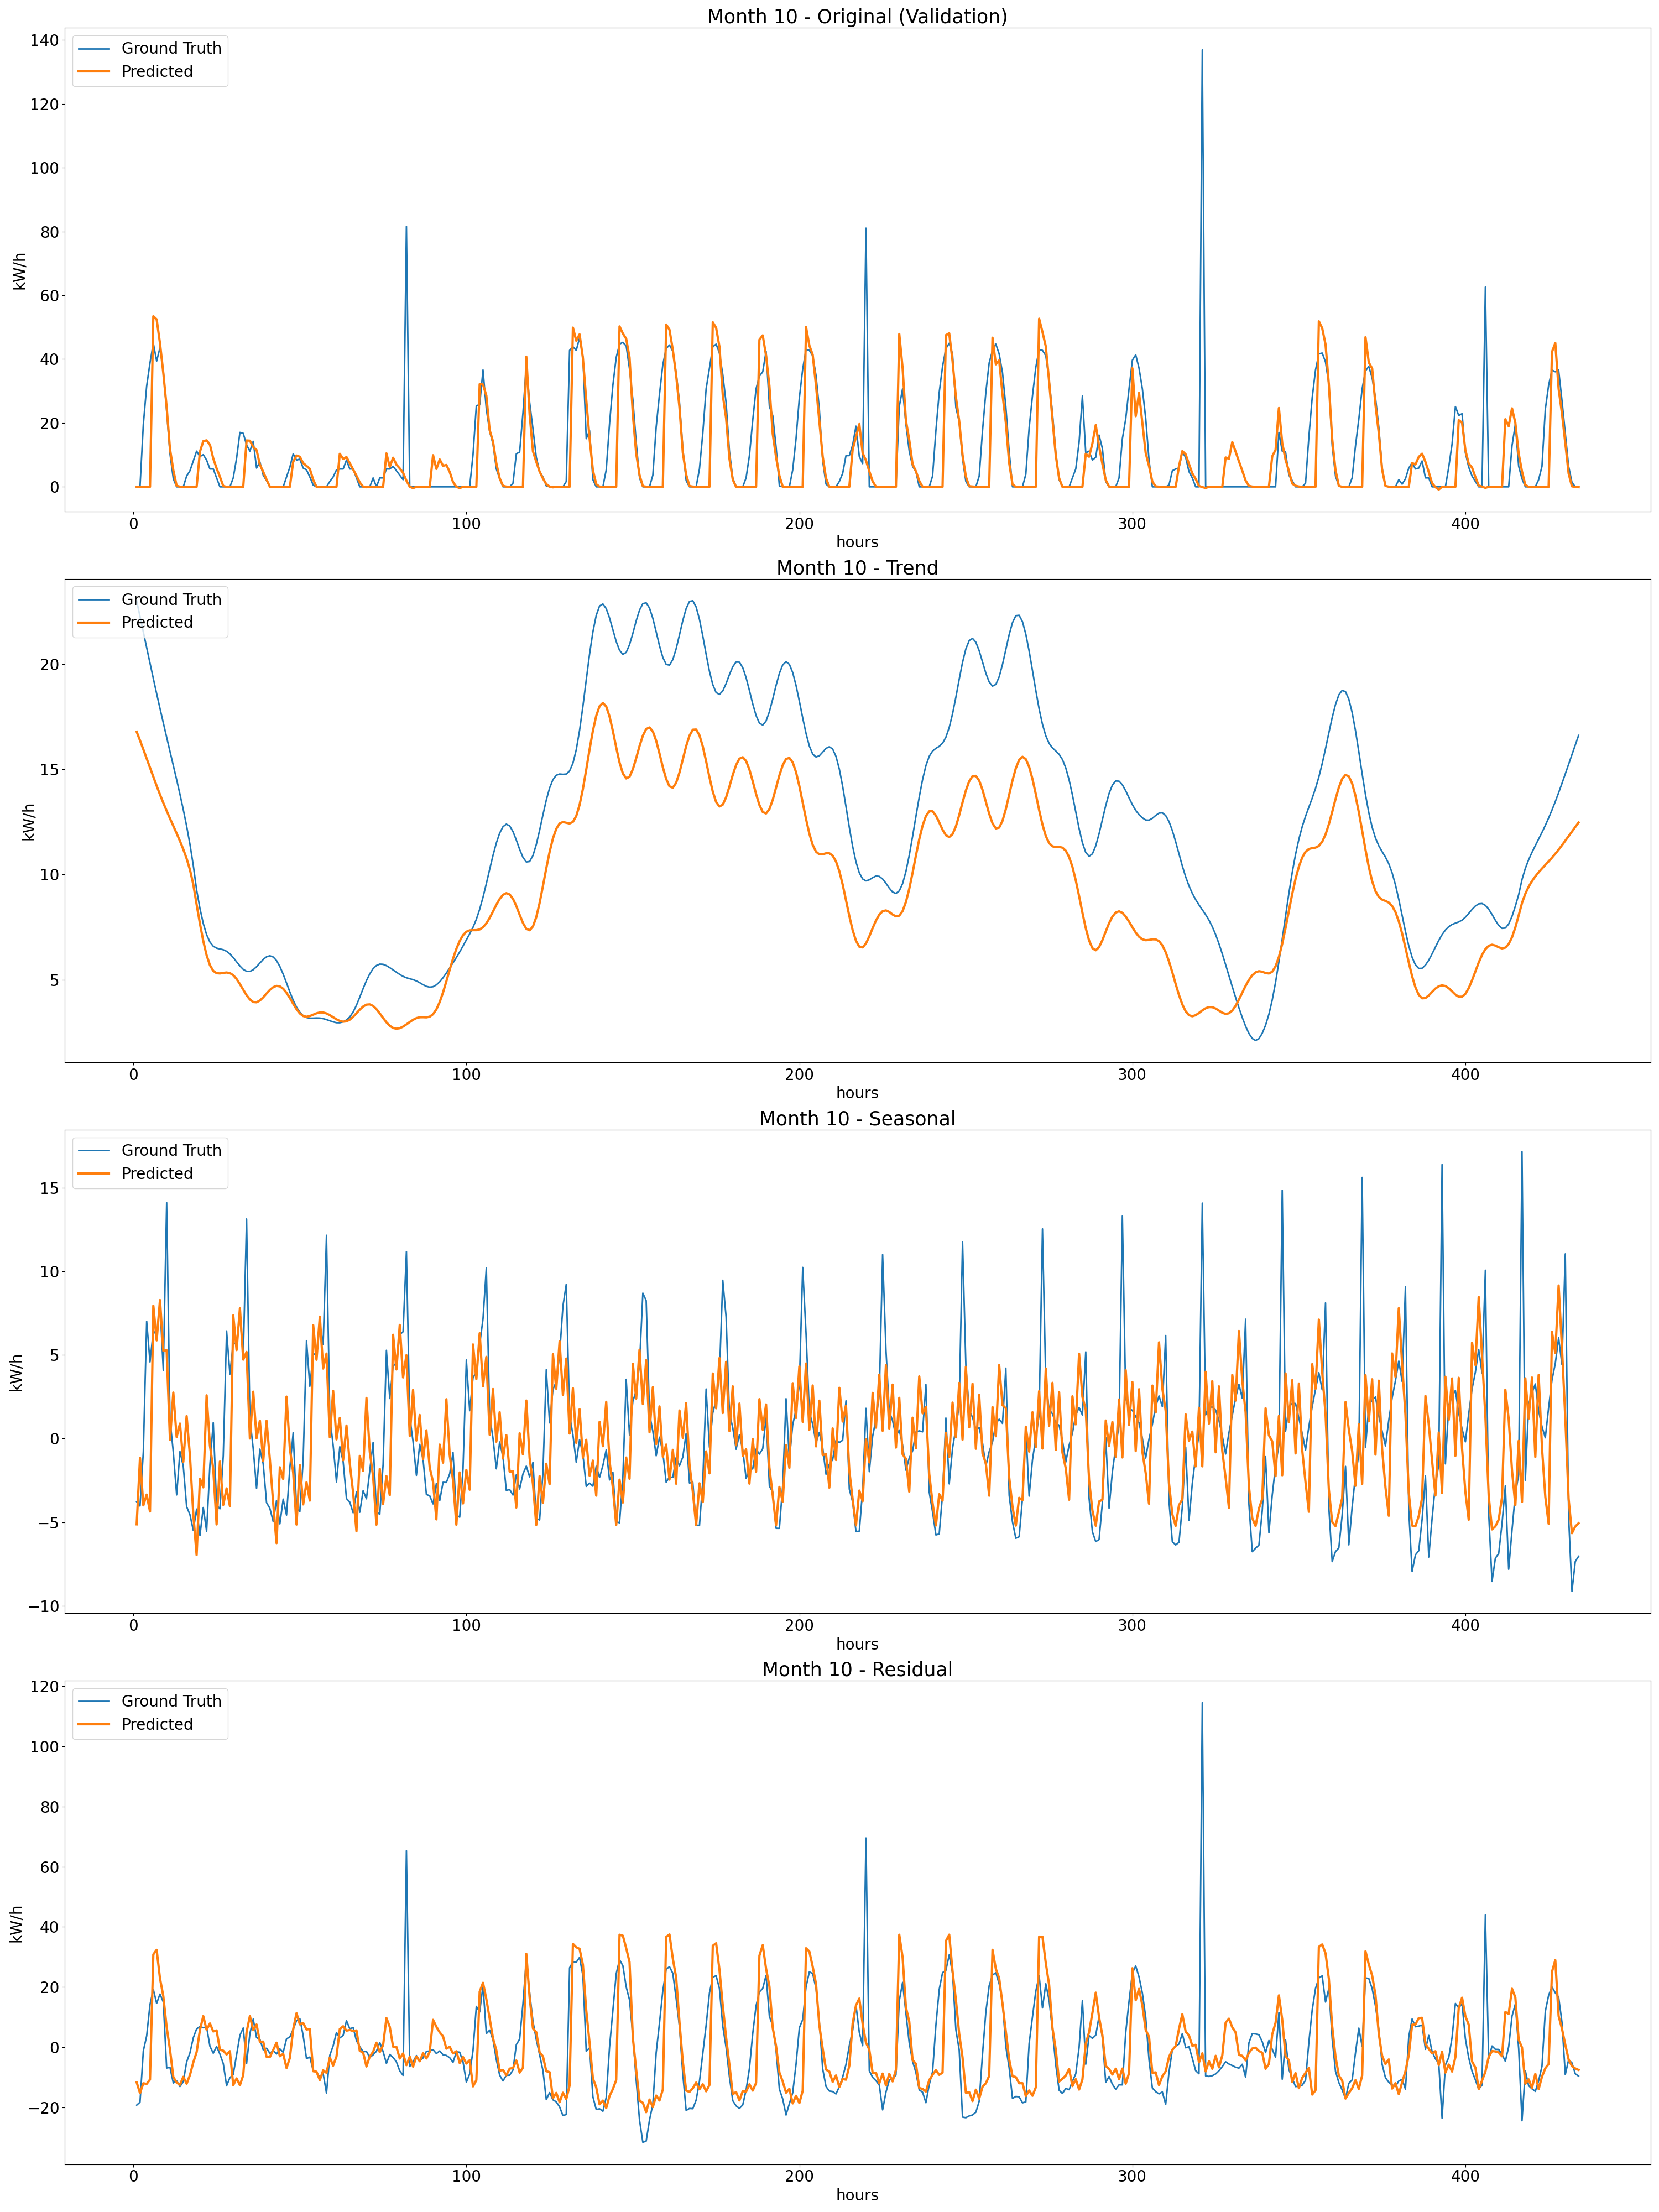 Month 10 - Original (Validation)
Ground Truth
Predicted
kW/h
140
120
100
80
60
40
20
0
0 100 200 300 400
hours
Month 10 - Trend
Ground Truth
Predicted
kW/h
20
15
10
5
0 100 200 300 400
hours
Month 10 - Seasonal
Ground Truth
Predicted
kW/h
15
10
5
0
−5
−10
0 100 200 300 400
hours
Month 10 - Residual
Ground Truth
Predicted
kW/h
120
100
80
60
40
20
0
−20
0 100 200 300 400
hours